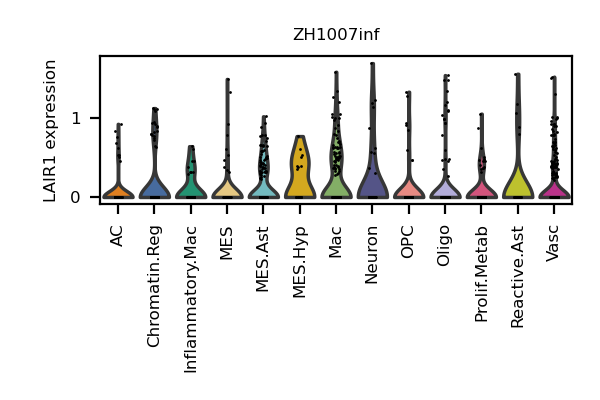 ZH1007inf
LAIR1 expression
1
0
AC
Chromatin.Reg
Inflammatory.Mac
MES
MES.Ast
MES.Hyp
Mac
Neuron
OPC
Oligo
Prolif.Metab
Reactive.Ast
Vasc